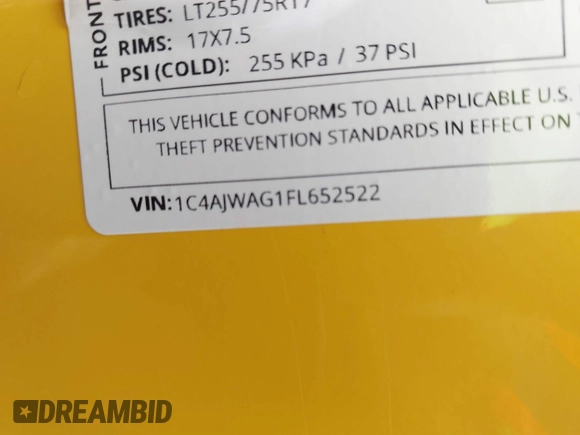 FRONT
TIRES: LT255/75R17
RIMS: 17X7.5
PSI (COLD): 255 KPa / 37 PSI
THIS VEHICLE CONFORMS TO ALL APPLICABLE U.S.
THEFT PREVENTION STANDARDS IN EFFECT ON
VIN: 1C4AJWAG1FL652522
DREAMBID